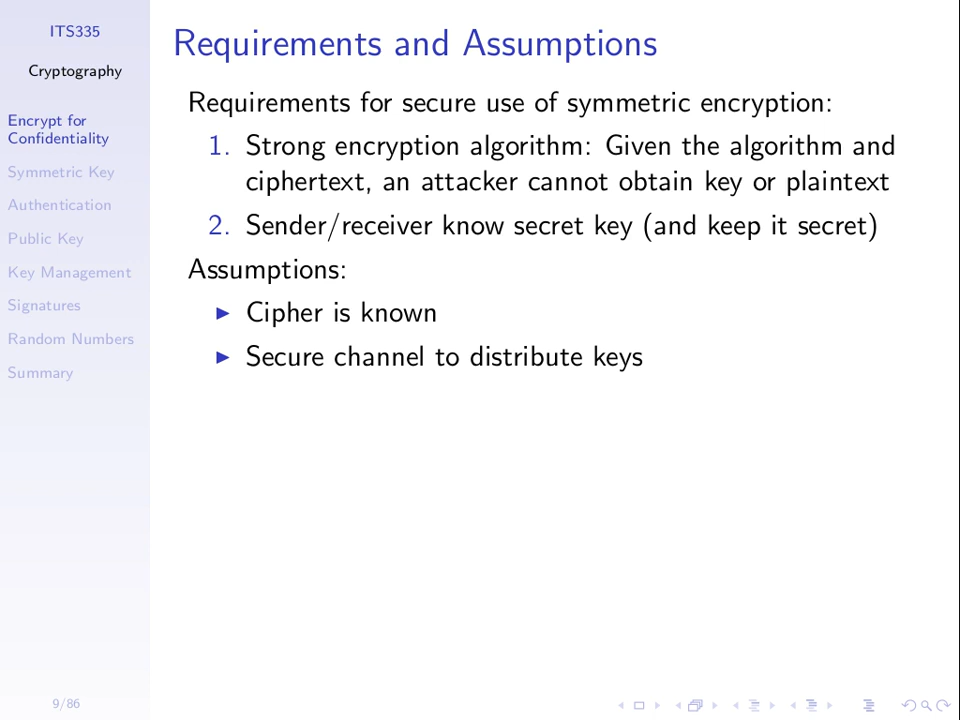 ITS335
Cryptography
Encrypt for
Confidentiality
Symmetric Key
Authentication
Public Key
Key Management
Signatures
Random Numbers
Summary
9/86
Requirements and Assumptions
Requirements for secure use of symmetric encryption:
1. Strong encryption algorithm: Given the algorithm and
ciphertext, an attacker cannot obtain key or plaintext
2. Sender/receiver know secret key (and keep it secret)
Assumptions:
▶ Cipher is known
▶ Secure channel to distribute keys